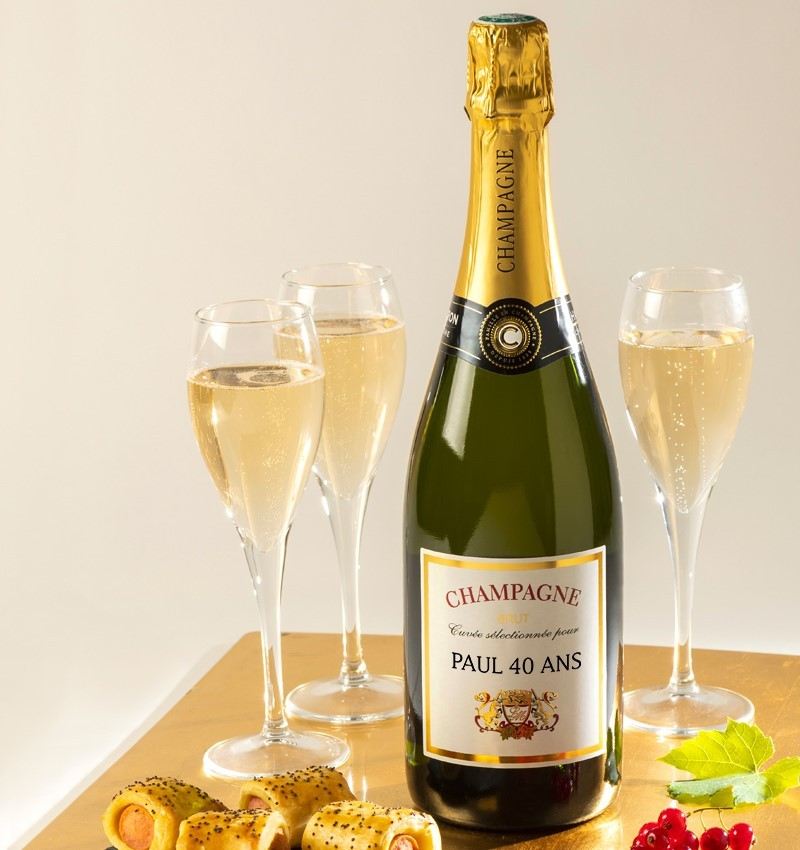 CHAMPAGNE
C
CHAMPAGNE
BRUT
Cuvée sélectionnée pour
PAUL 40 ANS